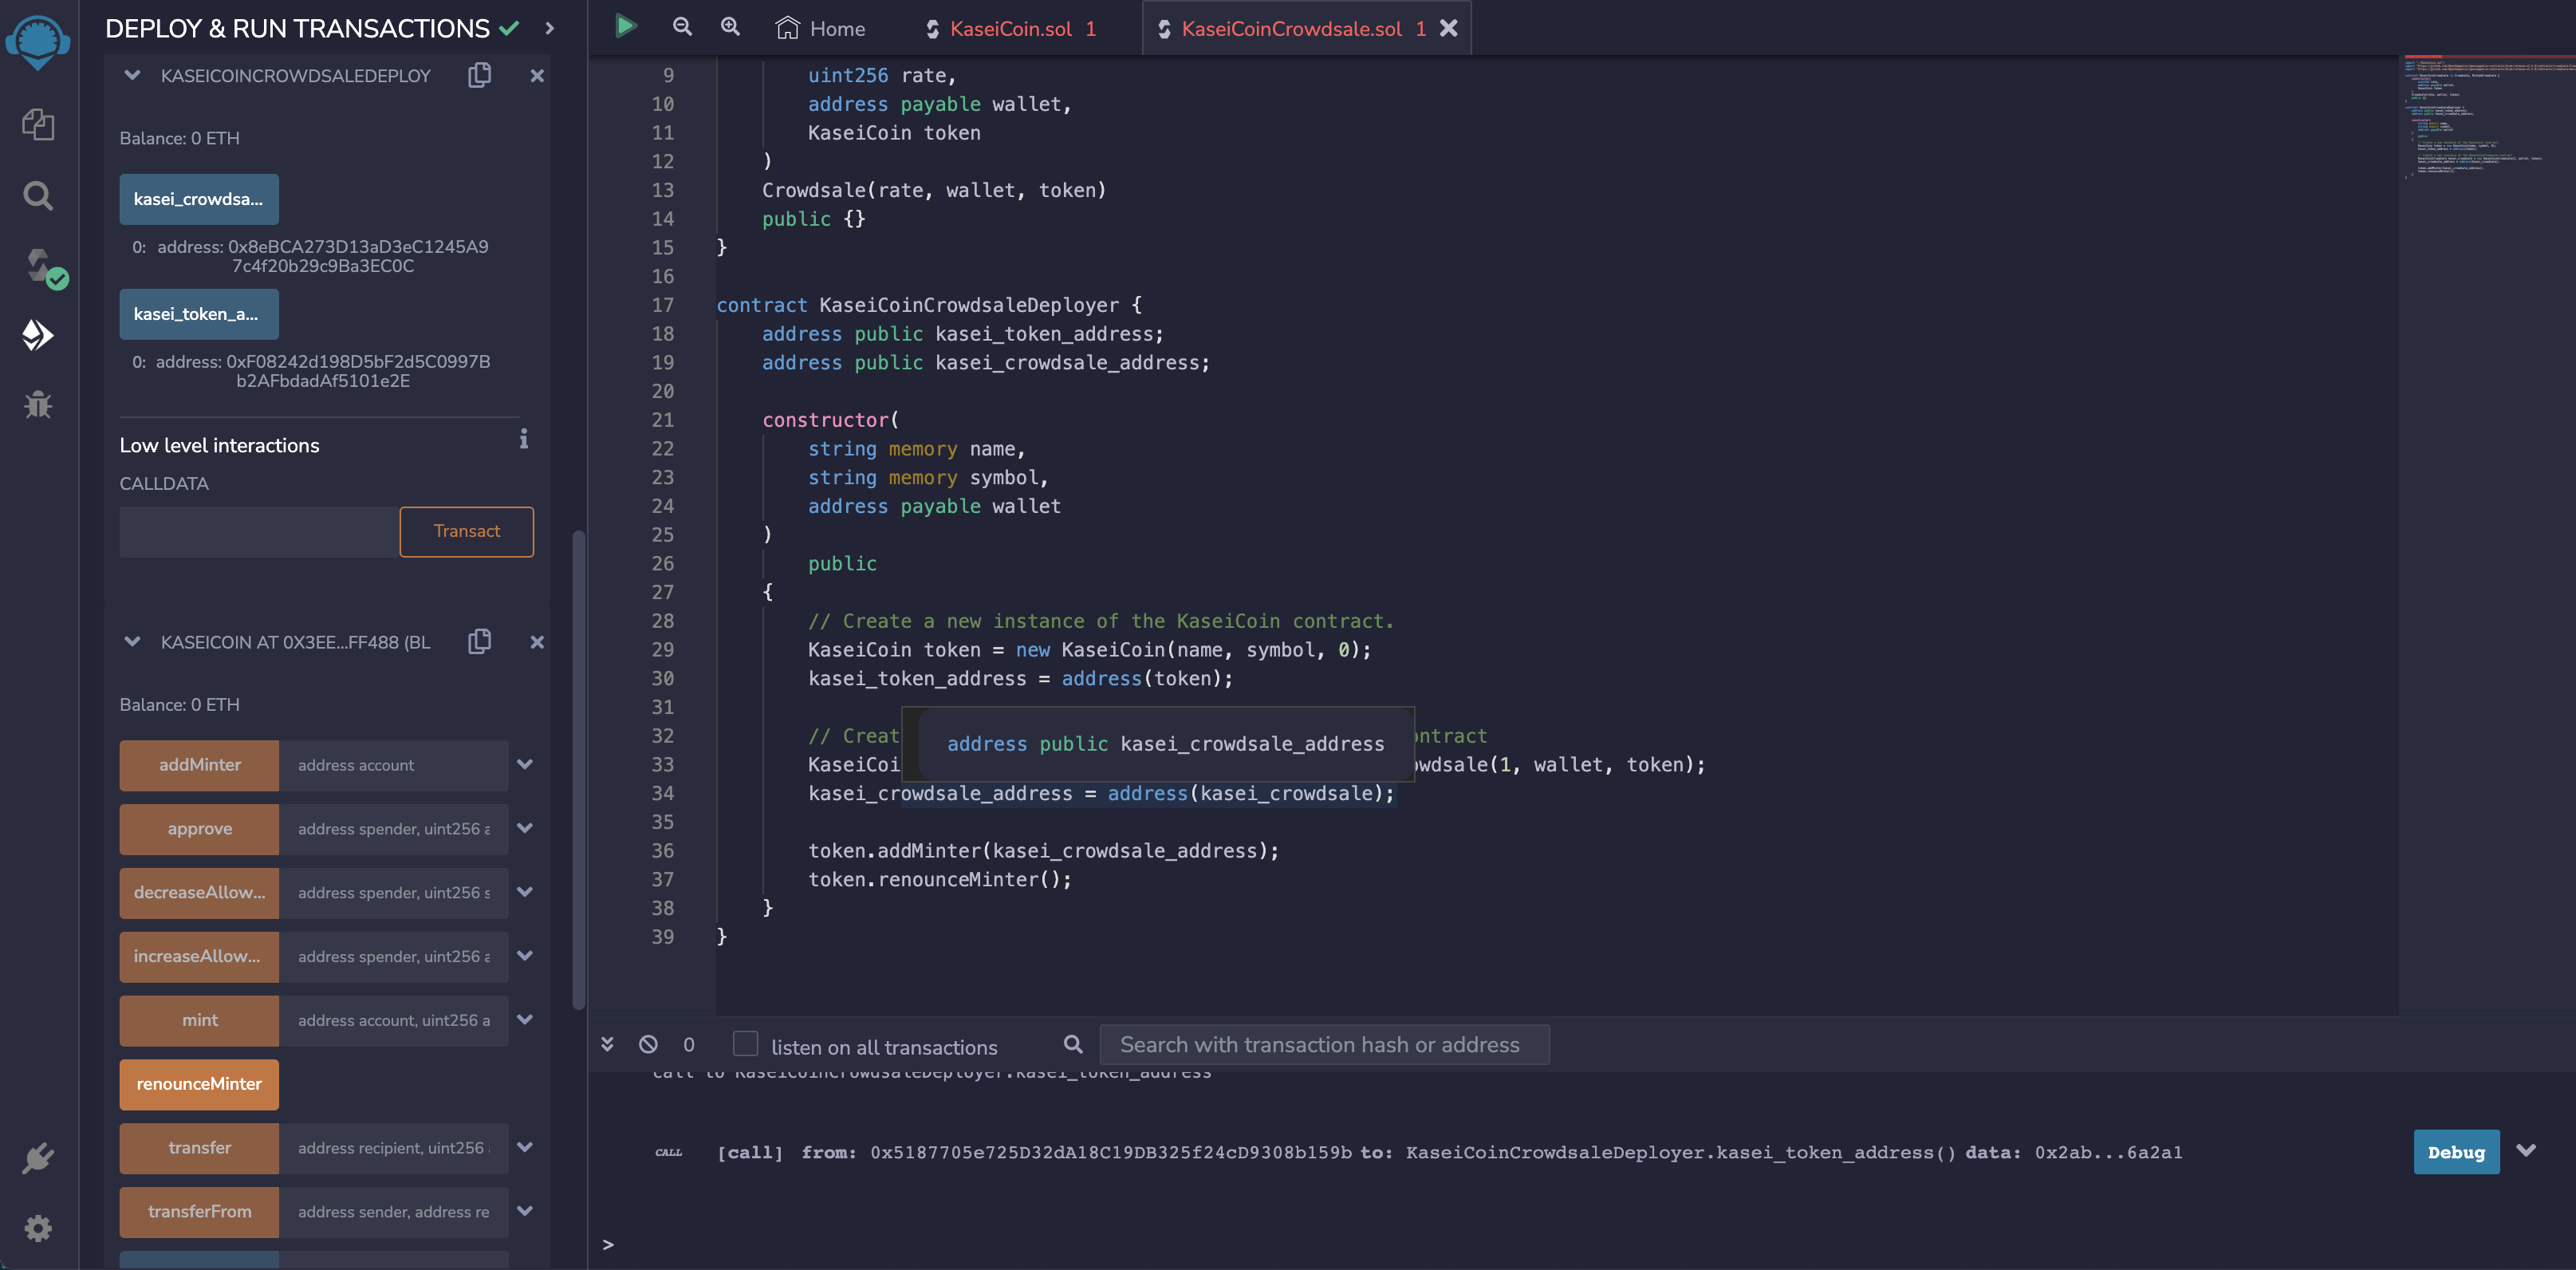 DEPLOY & RUN TRANSACTIONS
KASEICOINCROWDSALEDEPLOY
Balance: 0 ETH
kasei_crowdsa...
0: address: 0x8eBCA273D13aD3eC1245A9
7c4f20b29c9Ba3EC0C
kasei_token_a...
0: address: 0xF08242d198D5bF2d5C0997B
b2AFbdadAf5101e2E
Low level interactions
i
CALLDATA
Transact
KASEICOIN AT 0X3EE...FF488 (BL
Balance: 0 ETH
addMinter address account
approve address spender, uint256 a
decreaseAllow... address spender, uint256 s
increaseAllow... address spender, uint256 a
mint address account, uint256 a
renounceMinter
transfer address recipient, uint256
transferFrom address sender, address re
Home KaseiCoin.sol 1 KaseiCoinCrowdsale.sol 1
9 uint256 rate,
10 address payable wallet,
11 KaseiCoin token
12 )
13 Crowdsale(rate, wallet, token)
14 public {}
15 }
16
17 contract KaseiCoinCrowdsaleDeployer {
18 address public kasei_token_address;
19 address public kasei_crowdsale_address;
20
21 constructor(
22 string memory name,
23 string memory symbol,
24 address payable wallet
25 )
26 public
27 {
28 // Create a new instance of the KaseiCoin contract.
29 KaseiCoin token = new KaseiCoin(name, symbol, 0);
30 kasei_token_address = address(token);
31
address public kasei_crowdsale_address
32 // Creat ontract
33 KaseiCoi owdsale(1, wallet, token);
34 kasei_crowdsale_address = address(kasei_crowdsale);
35
36 token.addMinter(kasei_crowdsale_address);
37 token.renounceMinter();
38 }
39 }
0 listen on all transactions Search with transaction hash or address
call to KaseiCoinCrowdsaleDeployer.kasei_token_address
CALL [call] from: 0x5187705e725D32dA18C19DB325f24cD9308b159b to: KaseiCoinCrowdsaleDeployer.kasei_token_address() data: 0x2ab...6a2a1
Debug
>